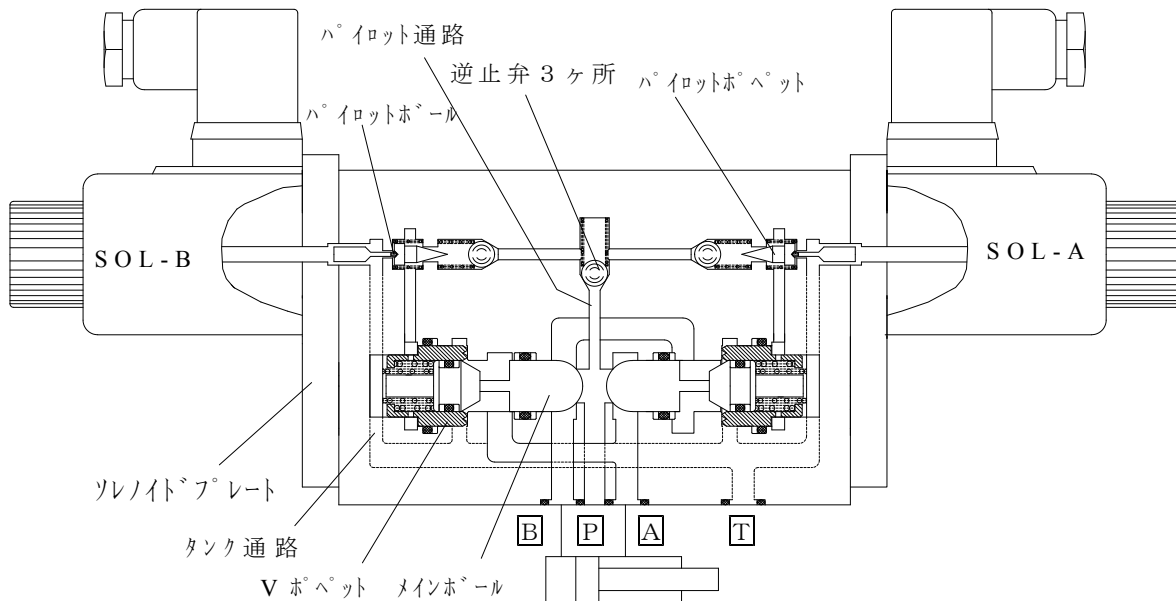 ﾊﾟｲﾛｯﾄ通路
逆止弁３ヶ所
ﾊﾟｲﾛｯﾄﾎﾟﾍﾟｯﾄ
ﾊﾟｲﾛｯﾄﾎﾞｰﾙ
SOL-B
SOL-A
ｿﾚﾉｲﾄﾞﾌﾟﾚｰﾄ
B
P
A
T
ﾀﾝｸ通路
Vﾎﾟﾍﾟｯﾄ
ﾒｲﾝﾎﾞｰﾙ